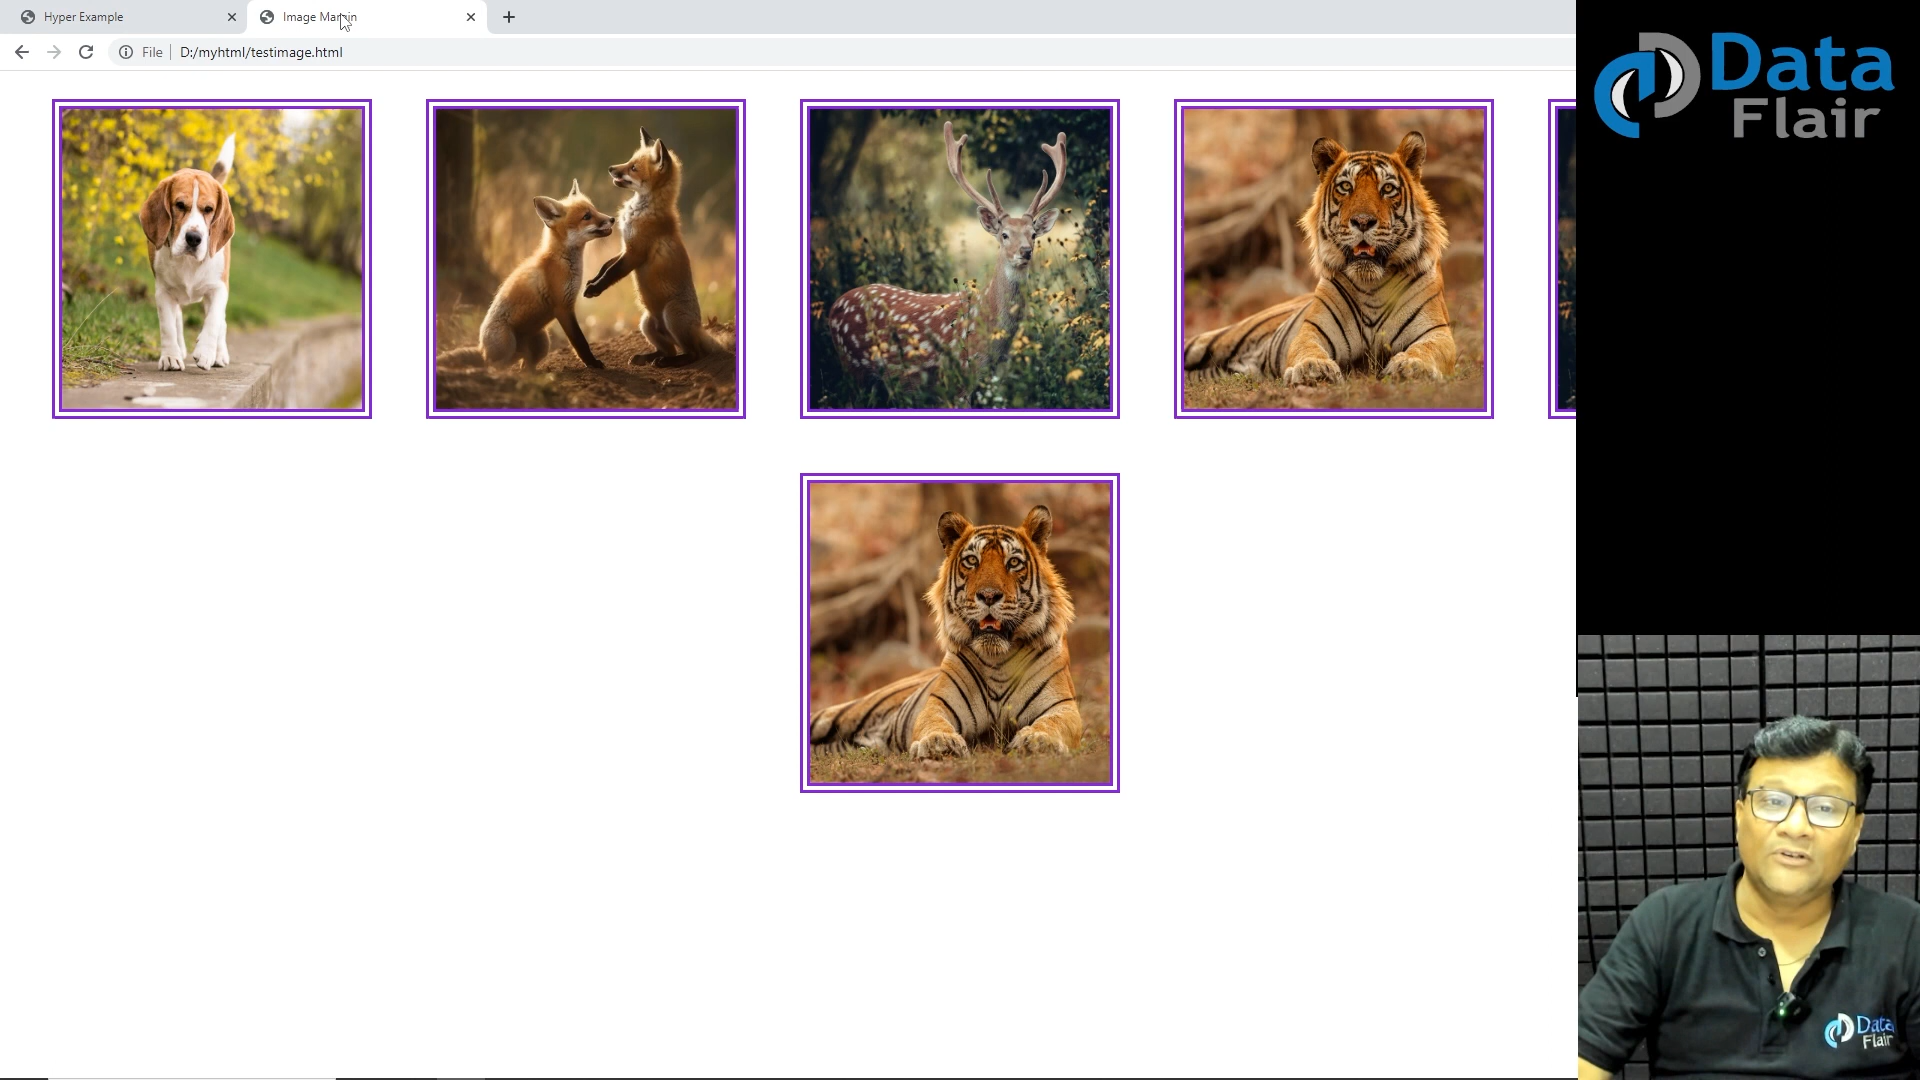 Hyper Example
Image Margin
File
D:/myhtml/testimage.html
Data
Flair
Data
Flair